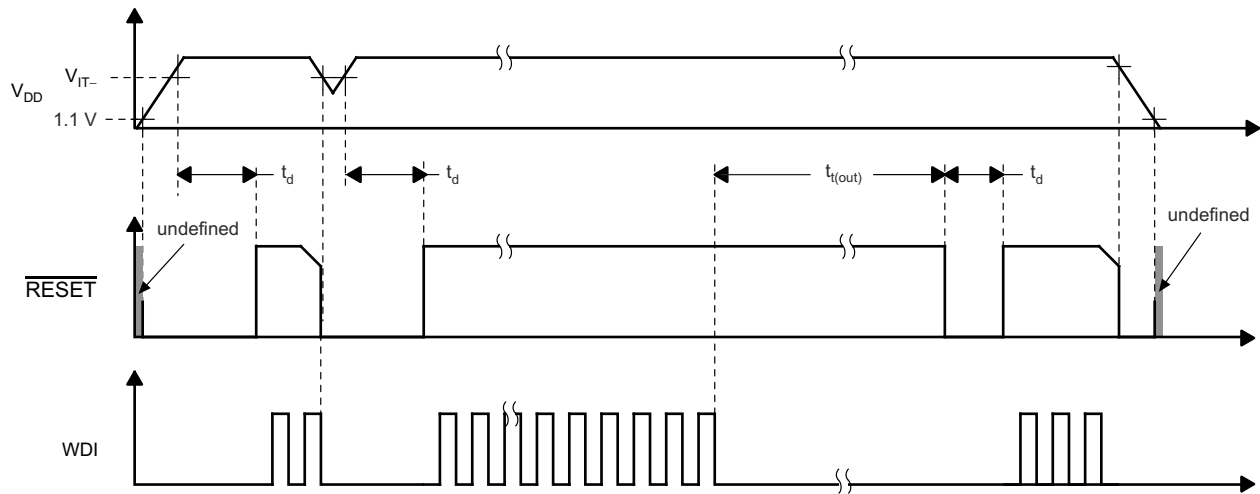 V_IT–
V_DD
1.1 V
t_d
t_d
t_t(out)
t_d
undefined
undefined
RESET
WDI